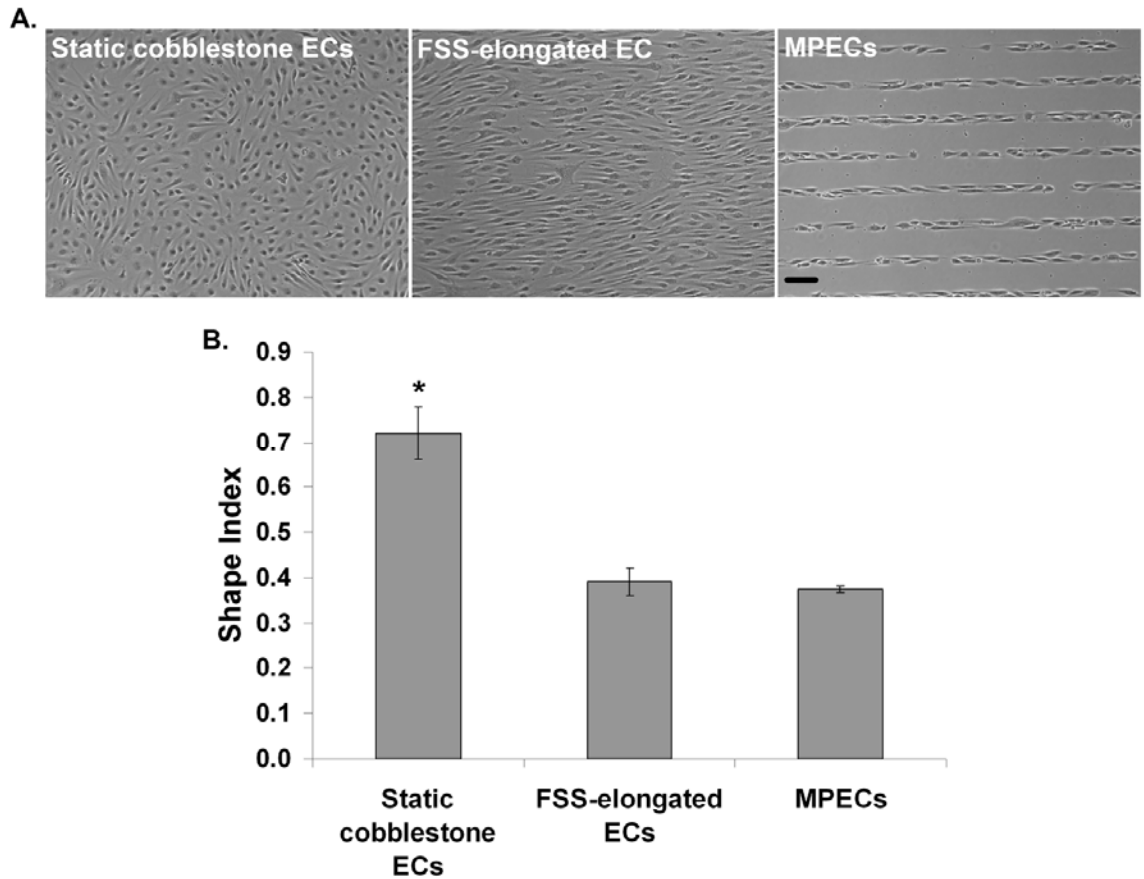 A.
Static cobblestone ECs
FSS-elongated EC
MPECs
B.
0.9
0.8
0.7
0.6
0.5
0.4
0.3
0.2
0.1
0.0
Shape Index
*
Static
cobblestone
ECs
FSS-elongated
ECs
MPECs